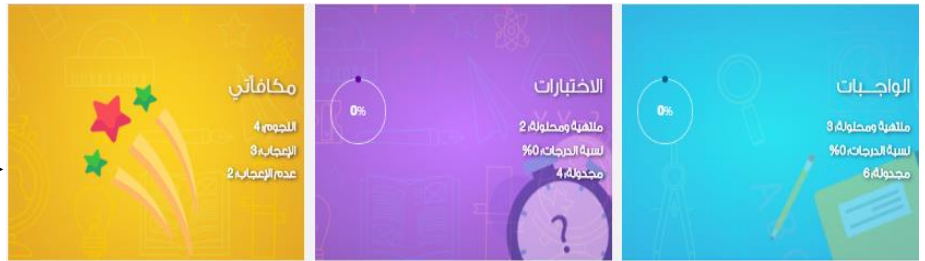 الواجــبات
0%
منتهية ومحلولة: 3
نسبة الدرجات: 0%
مجدولة: 6
الاختبارات
0%
منتهية ومحلولة: 2
نسبة الدرجات: 0%
مجدولة: 4
?
مكافآتي
النجوم: 4
الإعجاب: 3
عدم الإعجاب: 2